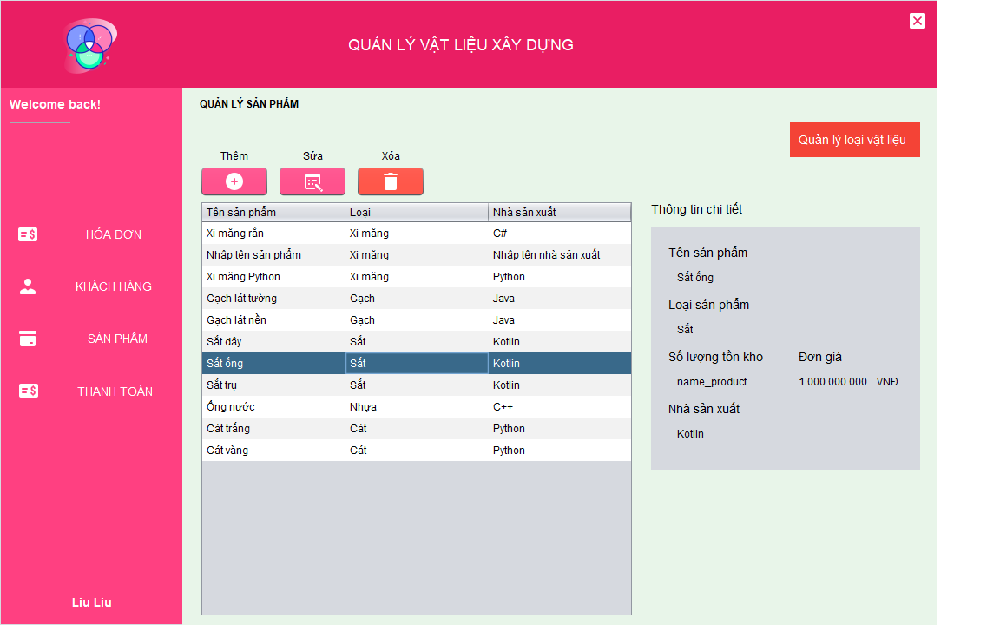 QUẢN LÝ VẬT LIỆU XÂY DỰNG
Welcome back!
HÓA ĐƠN
KHÁCH HÀNG
SẢN PHẨM
THANH TOÁN
Liu Liu
QUẢN LÝ SẢN PHẨM
Quản lý loại vật liệu
Thêm Sửa Xóa
Tên sản phẩm Loại Nhà sản xuất
Xi măng rắn Xi măng C#
Nhập tên sản phẩm Xi măng Nhập tên nhà sản xuất
Xi măng Python Xi măng Python
Gạch lát tường Gạch Java
Gạch lát nền Gạch Java
Sắt dây Sắt Kotlin
Sắt ống Sắt Kotlin
Sắt trụ Sắt Kotlin
Ống nước Nhựa C++
Cát trắng Cát Python
Cát vàng Cát Python
Thông tin chi tiết
Tên sản phẩm
Sắt ống
Loại sản phẩm
Sắt
Số lượng tồn kho Đơn giá
name_product 1.000.000.000 VNĐ
Nhà sản xuất
Kotlin